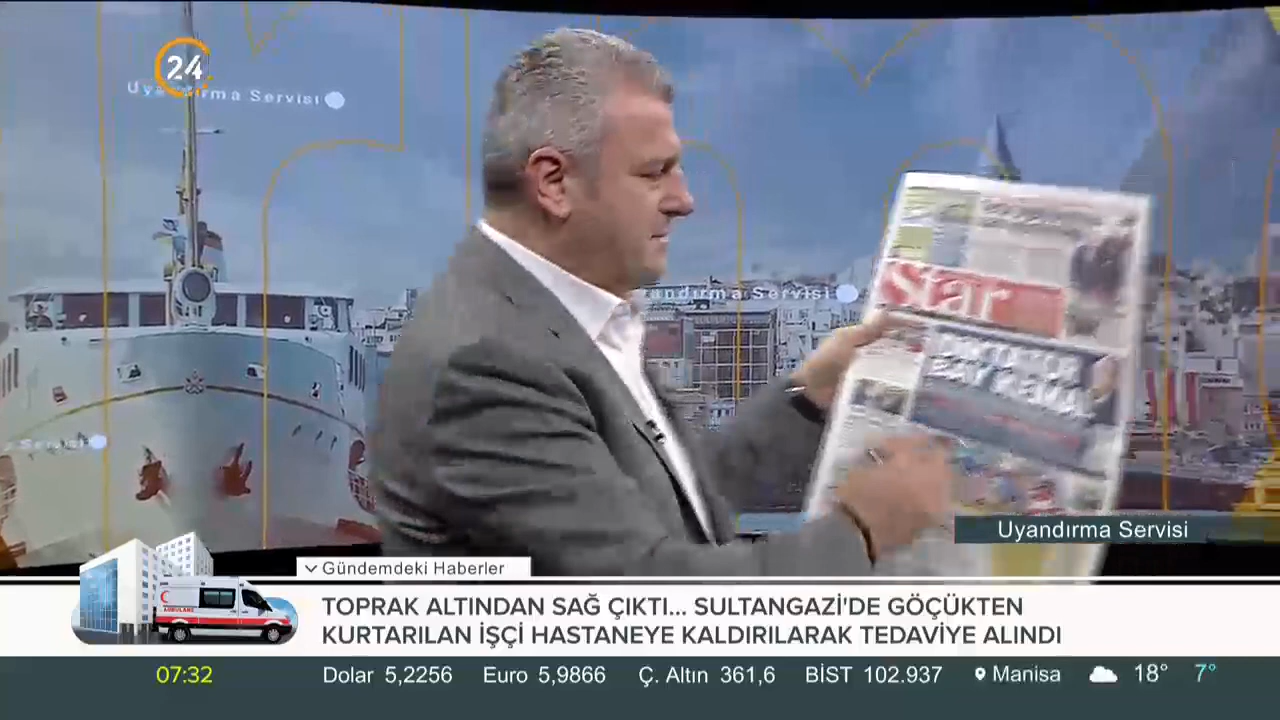 24
Uyandırma Servisi
Uyandırma Servisi
Servisi
Star
Uyandırma Servisi
Gündemdeki Haberler
AMBULANS
TOPRAK ALTINDAN SAĞ ÇIKTI... SULTANGAZİ'DE GÖÇÜKTEN
KURTARILAN İŞÇİ HASTANEYE KALDIRILARAK TEDAVİYE ALINDI
07:32 Dolar 5,2256 Euro 5,9866 Ç. Altın 361,6 BİST 102.937 Manisa 18° 7°